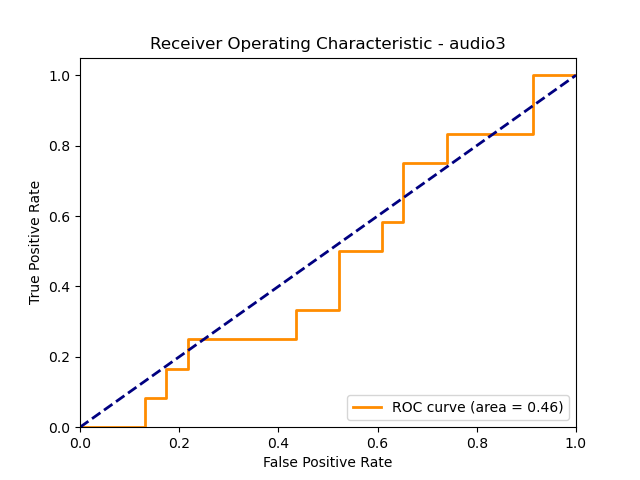 Receiver Operating Characteristic - audio3
True Positive Rate
1.0
0.8
0.6
0.4
0.2
0.0
ROC curve (area = 0.46)
0.0 0.2 0.4 0.6 0.8 1.0
False Positive Rate